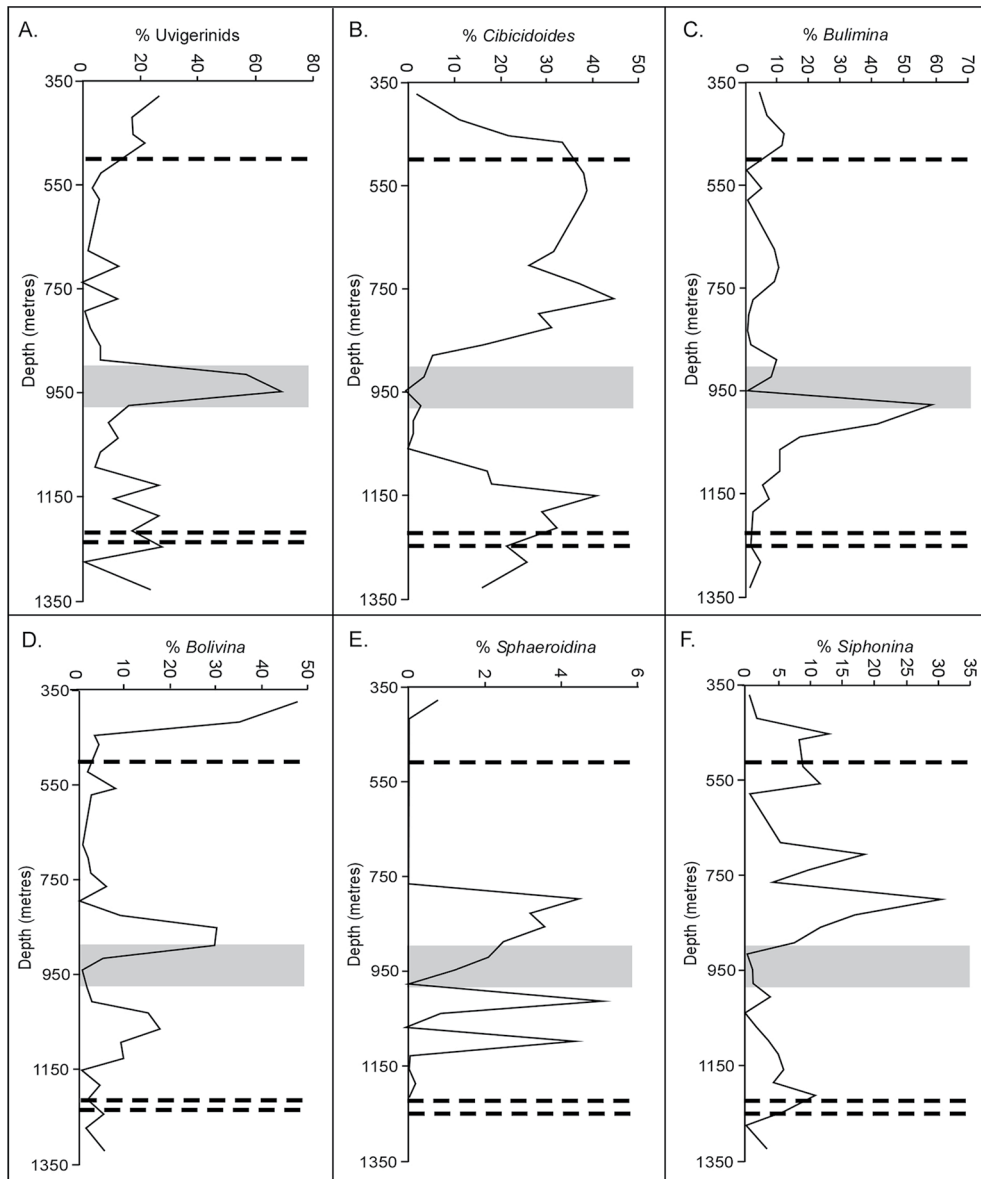 A.
% Uvigerinids
0 20 40 60 80
Depth (metres)
350
550
750
950
1150
1350
B.
% Cibicidoides
0 10 20 30 40 50
Depth (metres)
350
550
750
950
1150
1350
C.
% Bulimina
0 10 20 30 40 50 60 70
Depth (metres)
350
550
750
950
1150
1350
D.
% Bolivina
0 10 20 30 40 50
Depth (metres)
350
550
750
950
1150
1350
E.
% Sphaeroidina
0 2 4 6
Depth (metres)
350
550
750
950
1150
1350
F.
% Siphonina
0 5 10 15 20 25 30 35
Depth (metres)
350
550
750
950
1150
1350